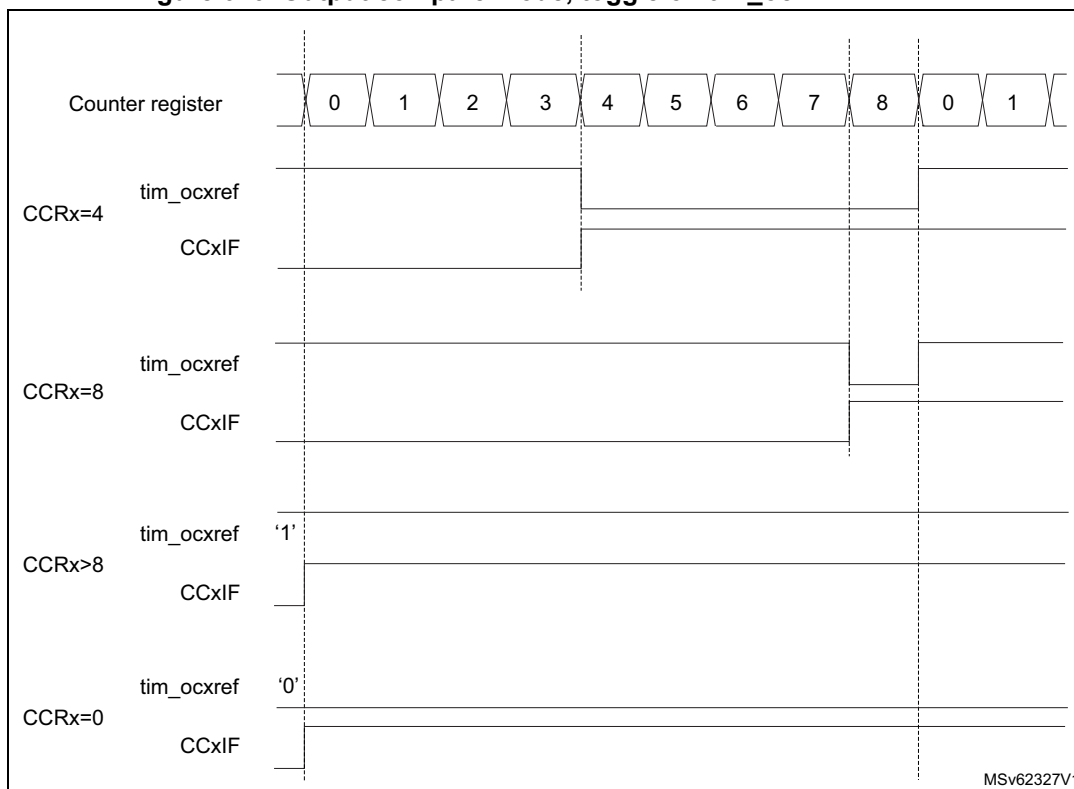 Counter register 0 1 2 3 4 5 6 7 8 0 1
tim_ocxref
CCRx=4
CCxIF
tim_ocxref
CCRx=8
CCxIF
tim_ocxref '1'
CCRx>8
CCxIF
tim_ocxref '0'
CCRx=0
CCxIF
MSv62327V1